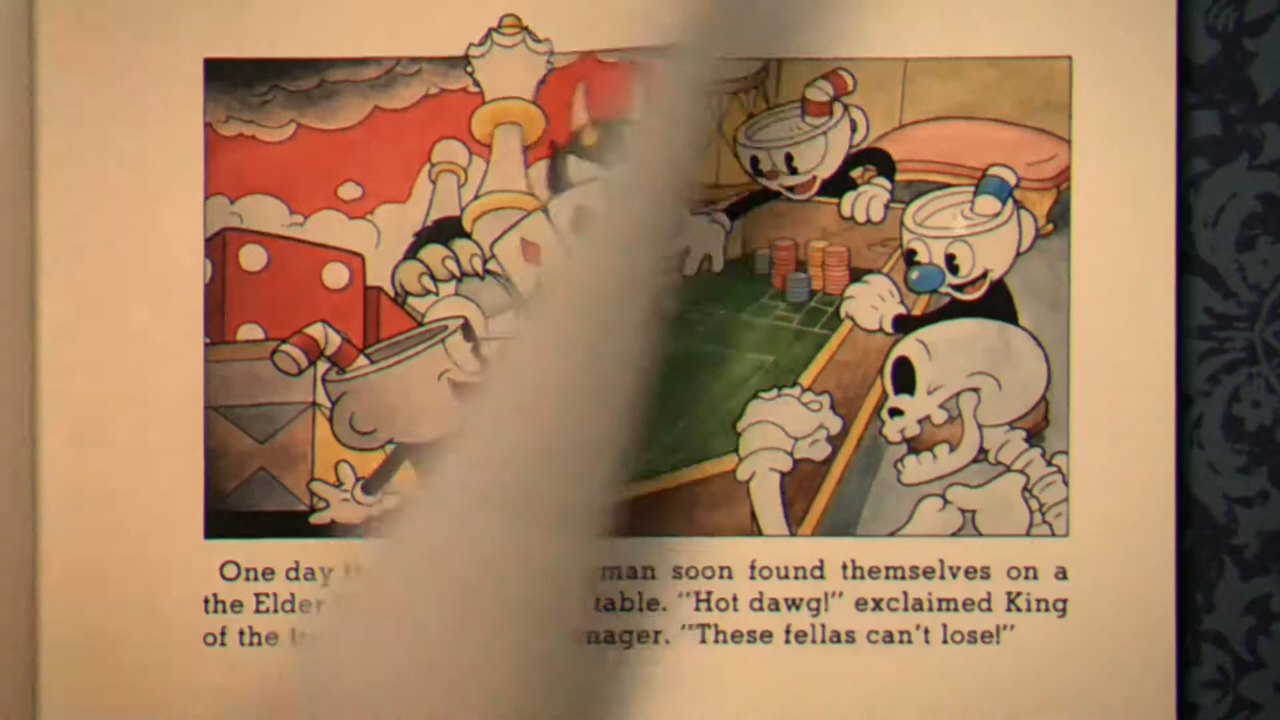 One day
man soon found themselves on a
the Elder
table. “Hot dawg!” exclaimed King
of the
nager. “These fellas can’t lose!”